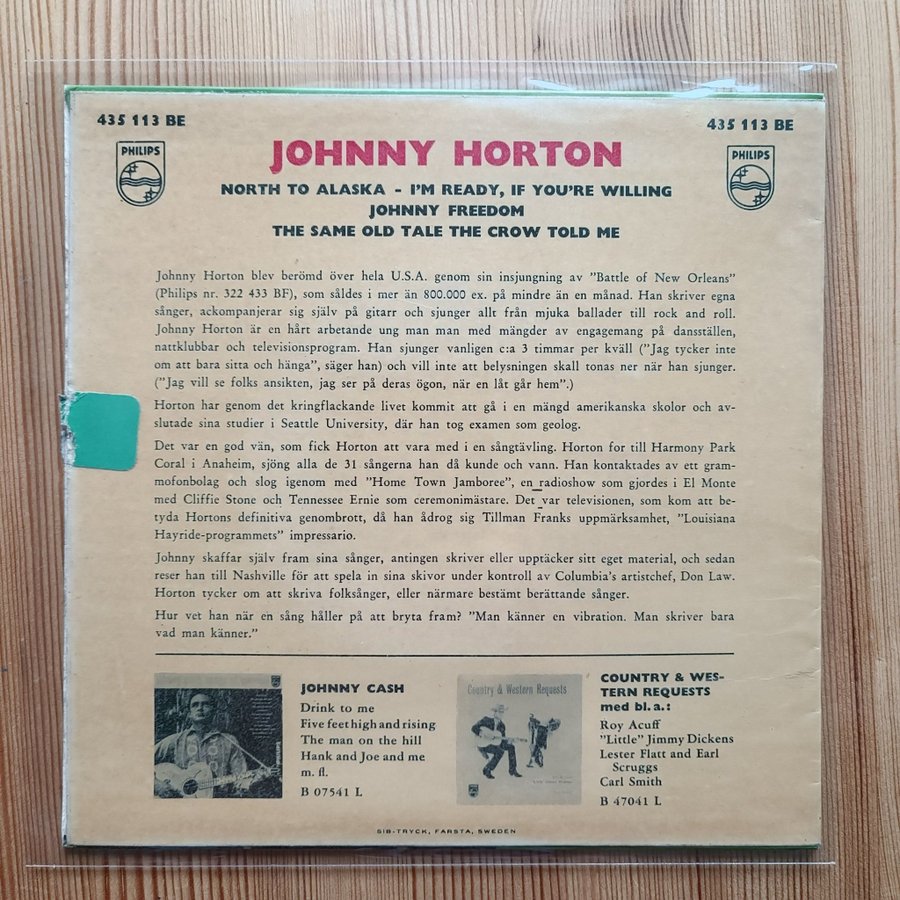 435 113 BE
435 113 BE
PHILIPS
PHILIPS
JOHNNY HORTON
NORTH TO ALASKA - I'M READY, IF YOU'RE WILLING
JOHNNY FREEDOM
THE SAME OLD TALE THE CROW TOLD ME
Johnny Horton blev berömd över hela U.S.A. genom sin insjungning av ”Battle of New Orleans”
(Philips nr. 322 433 BF), som såldes i mer än 800.000 ex. på mindre än en månad. Han skriver egna
sånger, ackompanjerar sig själv på gitarr och sjunger allt från mjuka ballader till rock and roll.
Johnny Horton är en hårt arbetande ung man man med mängder av engagemang på dansställen,
nattklubbar och televisionsprogram. Han sjunger vanligen c:a 3 timmar per kväll (”Jag tycker inte
om att bara sitta och hänga”, säger han) och vill inte att belysningen skall tonas ner när han sjunger.
(”Jag vill se folks ansikten, jag ser på deras ögon, när en låt går hem”.)
Horton har genom det kringflackande livet kommit att gå i en mängd amerikanska skolor och av-
slutade sina studier i Seattle University, där han tog examen som geolog.
Det var en god vän, som fick Horton att vara med i en sångtävling. Horton for till Harmony Park
Coral i Anaheim, sjöng alla de 31 sångerna han då kunde och vann. Han kontaktades av ett gram-
mofonbolag och slog igenom med ”Home Town Jamboree”, en radioshow som gjordes i El Monte
med Cliffie Stone och Tennessee Ernie som ceremonimästare. Det var televisionen, som kom att be-
tyda Hortons definitiva genombrott, då han ådrog sig Tillman Franks uppmärksamhet, ”Louisiana
Hayride-programmets” impressario.
Johnny skaffar själv fram sina sånger, antingen skriver eller upptäcker sitt eget material, och sedan
reser han till Nashville för att spela in sina skivor under kontroll av Columbia's artistchef, Don Law.
Horton tycker om att skriva folksånger, eller närmare bestämt berättande sånger.
Hur vet han när en sång håller på att bryta fram? ”Man känner en vibration. Man skriver bara
vad man känner.”
JOHNNY CASH
Drink to me
Five feet high and rising
The man on the hill
Hank and Joe and me
m. fl.
B 07541 L
Country & Western Requests
COUNTRY & WES-
TERN REQUESTS
med bl. a.:
Roy Acuff
”Little” Jimmy Dickens
Lester Flatt and Earl
Scruggs
Carl Smith
B 47041 L
SIB-TRYCK, FARSTA, SWEDEN